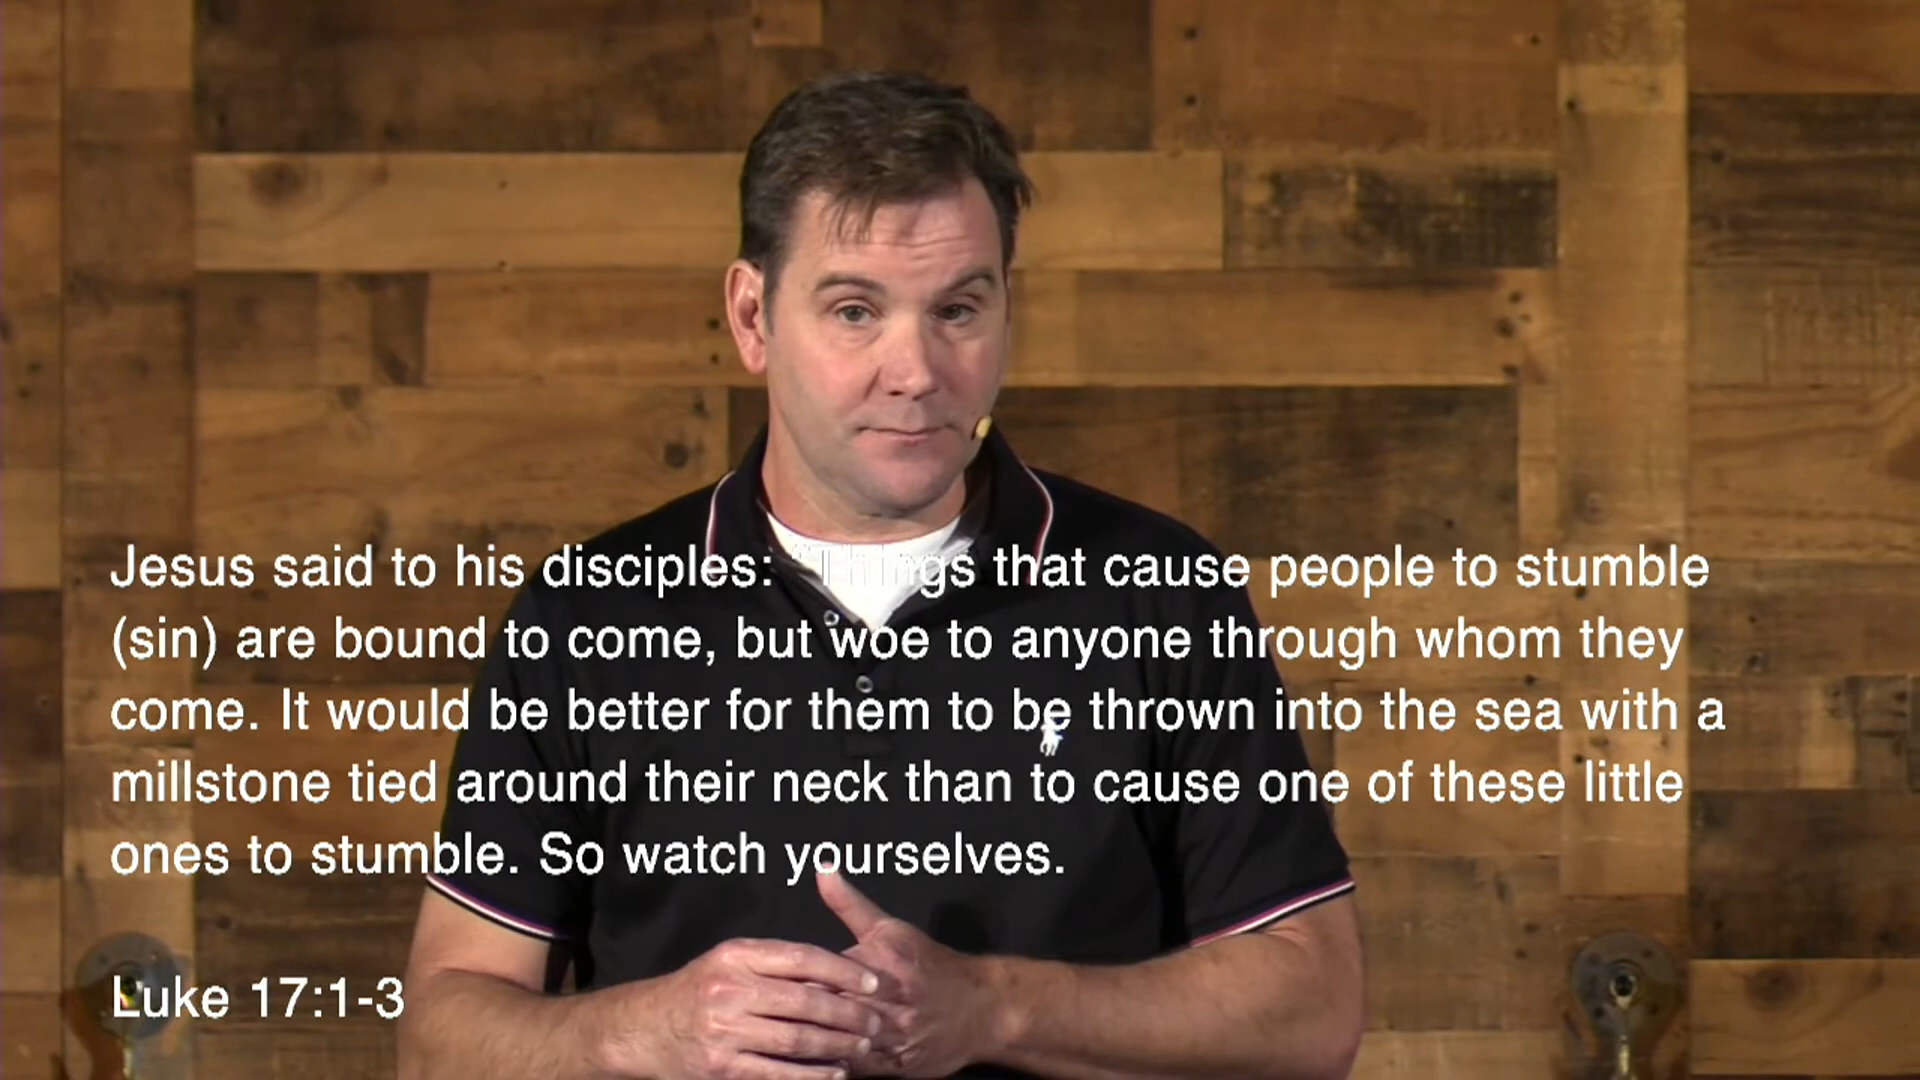 Jesus said to his disciples: “Things that cause people to stumble
(sin) are bound to come, but woe to anyone through whom they
come. It would be better for them to be thrown into the sea with a
millstone tied around their neck than to cause one of these little
ones to stumble. So watch yourselves.
Luke 17:1-3